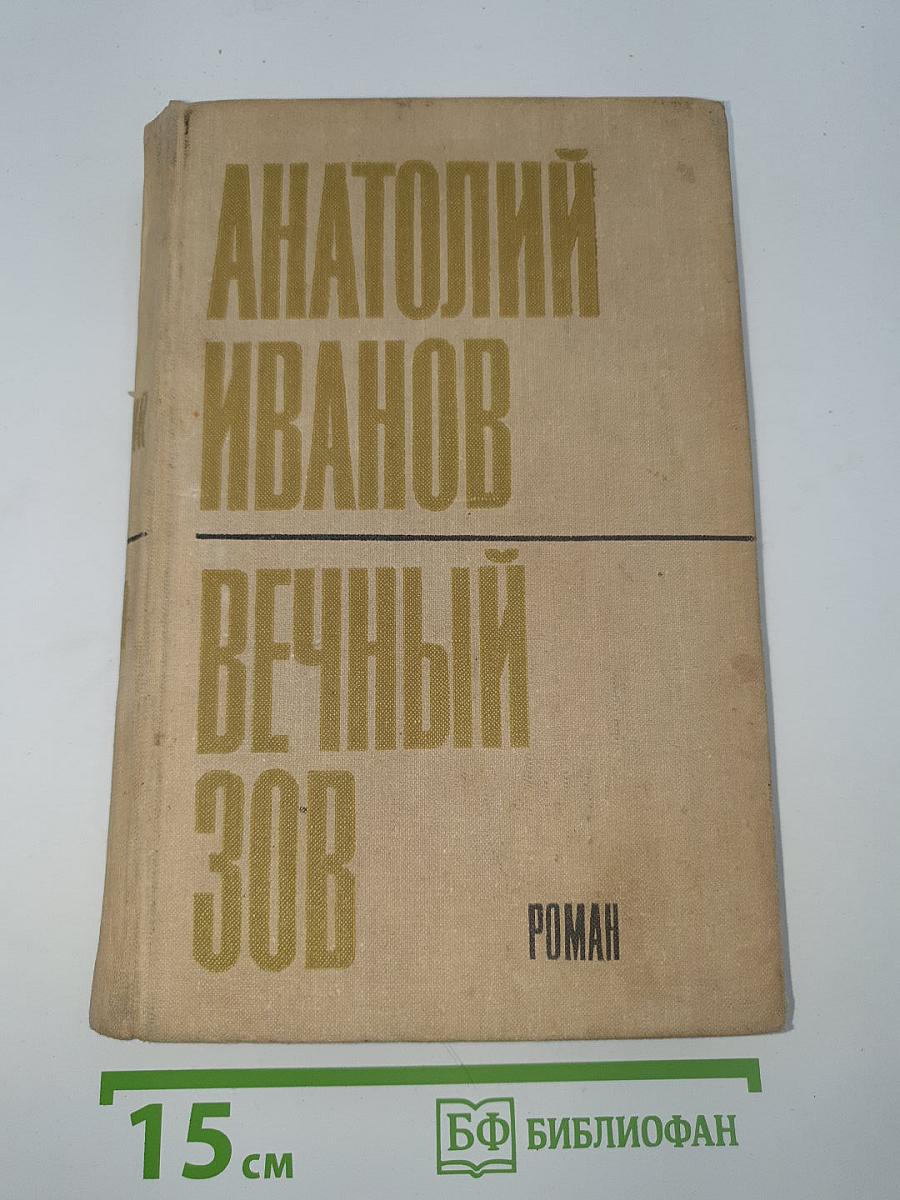 АНАТОЛИЙ
ИВАНОВ
ВЕЧНЫЙ
ЗОВ
РОМАН
15 см
БФ БИБЛИОФАН